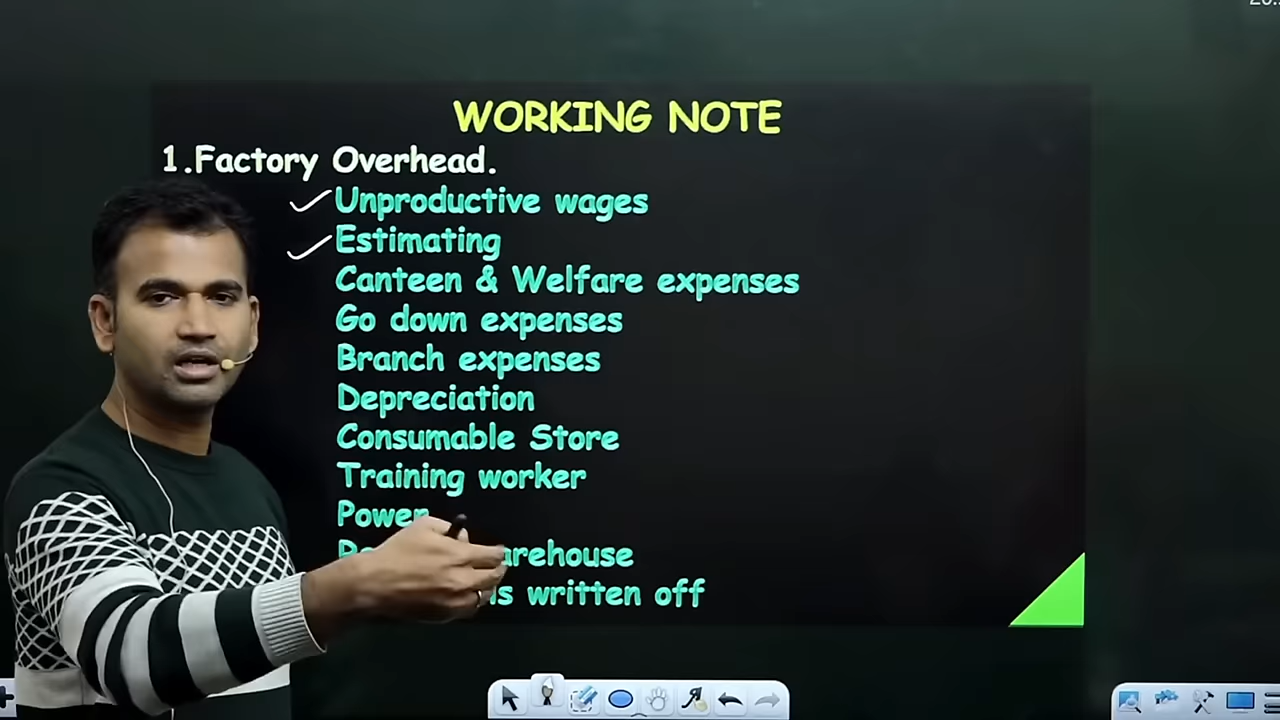 WORKING NOTE
1.Factory Overhead.
Unproductive wages
Estimating
Canteen & Welfare expenses
Go down expenses
Branch expenses
Depreciation
Consumable Store
Training worker
Power
written off